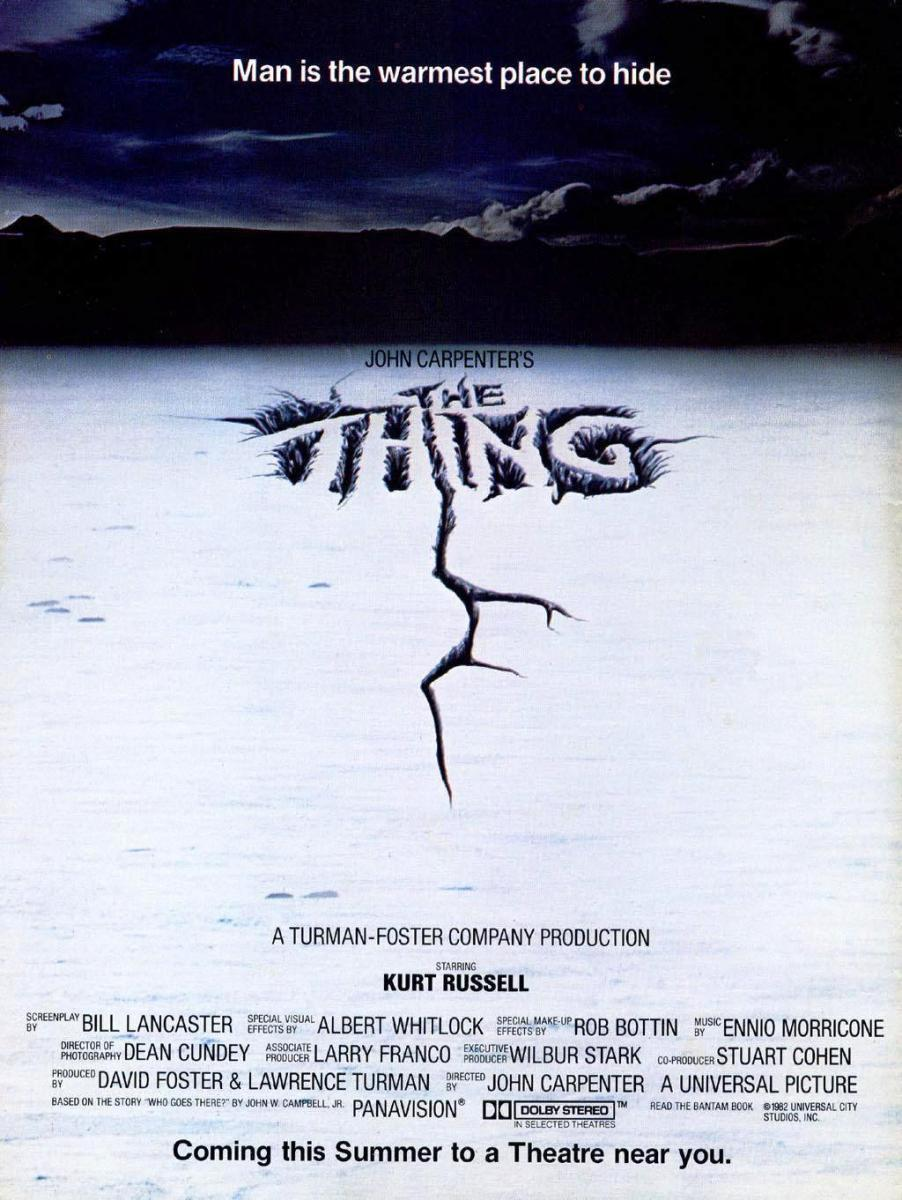 Man is the warmest place to hide
JOHN CARPENTER'S
THE
THING
A TURMAN-FOSTER COMPANY PRODUCTION
STARRING
KURT RUSSELL
SCREENPLAY BY BILL LANCASTER SPECIAL VISUAL EFFECTS BY ALBERT WHITLOCK SPECIAL MAKE-UP EFFECTS BY ROB BOTTIN MUSIC BY ENNIO MORRICONE
DIRECTOR OF PHOTOGRAPHY DEAN CUNDEY ASSOCIATE PRODUCER LARRY FRANCO EXECUTIVE PRODUCER WILBUR STARK CO-PRODUCER STUART COHEN
PRODUCED BY DAVID FOSTER & LAWRENCE TURMAN DIRECTED BY JOHN CARPENTER A UNIVERSAL PICTURE
BASED ON THE STORY "WHO GOES THERE?" BY JOHN W. CAMPBELL, JR. PANAVISION® DOLBY STEREO™ IN SELECTED THEATRES READ THE BANTAM BOOK ©1982 UNIVERSAL CITY STUDIOS, INC.
Coming this Summer to a Theatre near you.